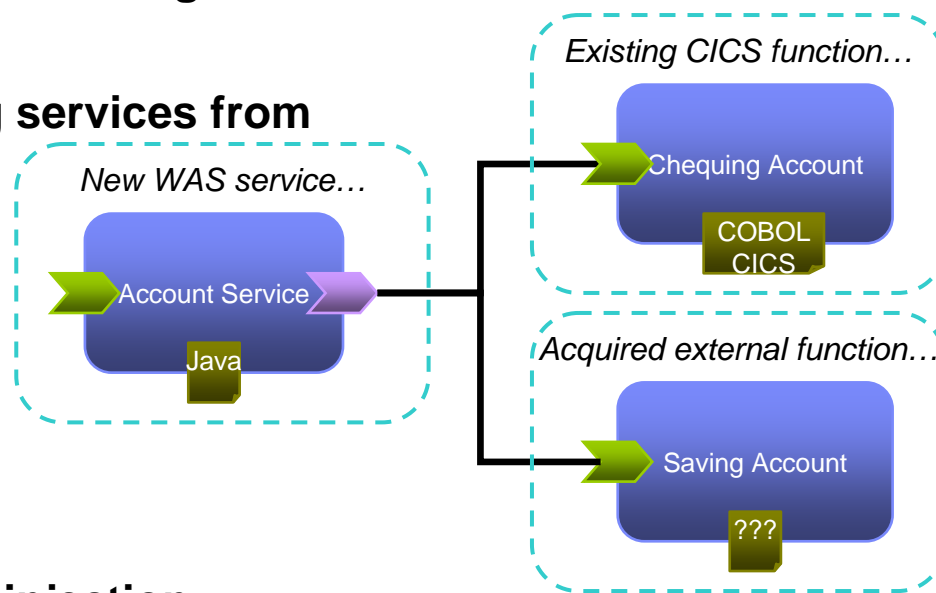 services from
Existing CICS function…
Chequing Account
COBOL
CICS
New WAS service…
Account Service
Java
Acquired external function…
Saving Account
???